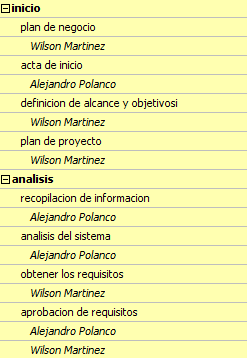 inicio
plan de negocio
Wilson Martinez
acta de inicio
Alejandro Polanco
definicion de alcance y objetivosi
Wilson Martinez
plan de proyecto
Wilson Martinez
analisis
recopilacion de informacion
Alejandro Polanco
analisis del sistema
Alejandro Polanco
obtener los requisitos
Wilson Martinez
aprobacion de requisitos
Alejandro Polanco
Wilson Martinez